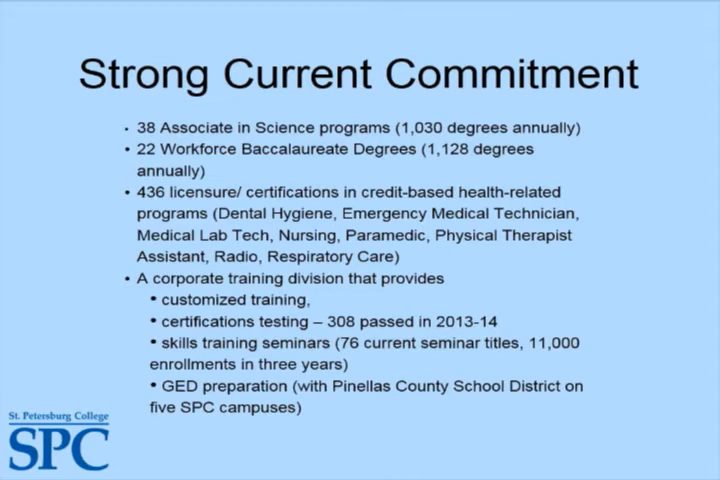 Strong Current Commitment
• 38 Associate in Science programs (1,030 degrees annually)
• 22 Workforce Baccalaureate Degrees (1,128 degrees
annually)
• 436 licensure/ certifications in credit-based health-related
programs (Dental Hygiene, Emergency Medical Technician,
Medical Lab Tech, Nursing, Paramedic, Physical Therapist
Assistant, Radio, Respiratory Care)
• A corporate training division that provides
• customized training,
• certifications testing – 308 passed in 2013-14
• skills training seminars (76 current seminar titles, 11,000
enrollments in three years)
• GED preparation (with Pinellas County School District on
five SPC campuses)
St. Petersburg College
SPC